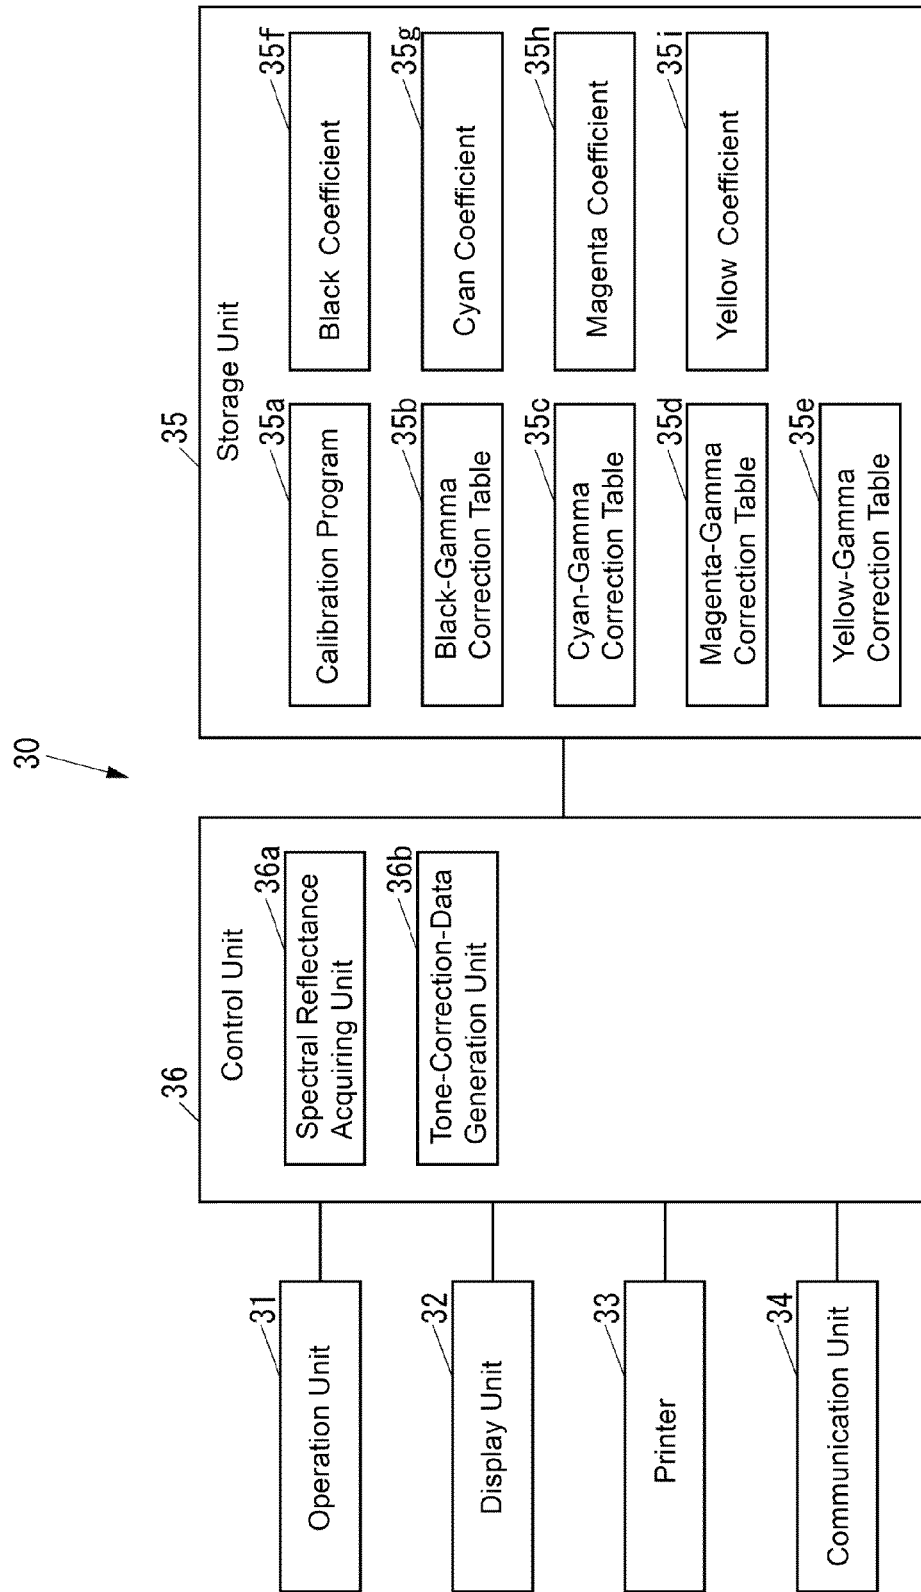 30
31
Operation Unit
32
Display Unit
33
Printer
34
Communication Unit
36
Control Unit
36a
Spectral Reflectance
Acquiring Unit
36b
Tone-Correction-Data
Generation Unit
35
Storage Unit
35a
Calibration Program
35b
Black-Gamma
Correction Table
35c
Cyan-Gamma
Correction Table
35d
Magenta-Gamma
Correction Table
35e
Yellow-Gamma
Correction Table
35f
Black Coefficient
35g
Cyan Coefficient
35h
Magenta Coefficient
35i
Yellow Coefficient